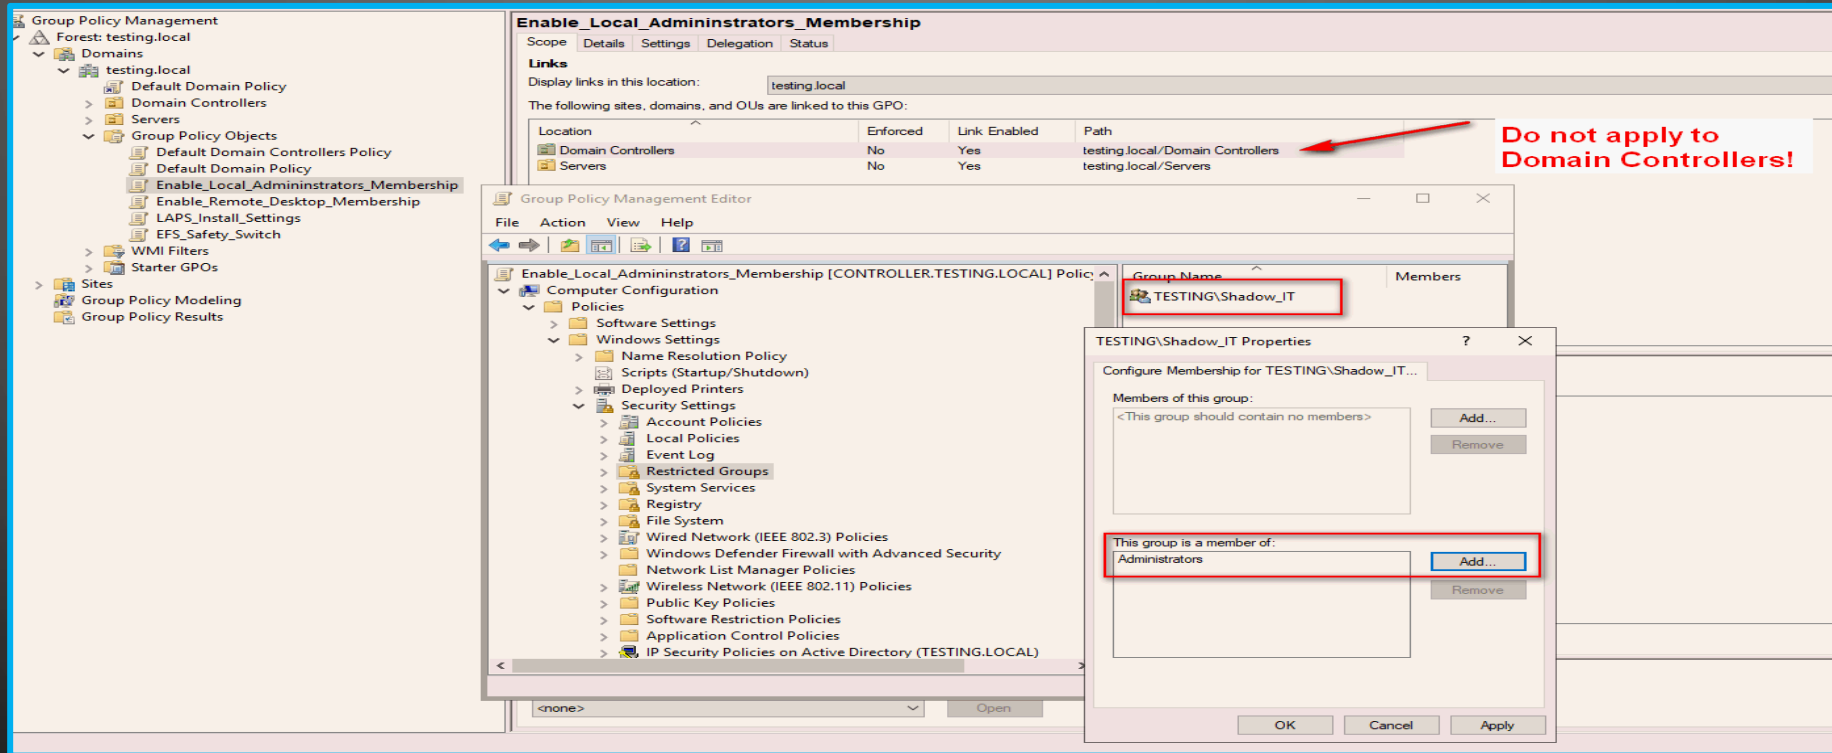 Group Policy Management
Forest: testing.local
Domains
testing.local
Default Domain Policy
Domain Controllers
Servers
Group Policy Objects
Default Domain Controllers Policy
Default Domain Policy
Enable_Local_Admininstrators_Membership
Enable_Remote_Desktop_Membership
LAPS_Install_Settings
EFS_Safety_Switch
WMI Filters
Starter GPOs
Sites
Group Policy Modeling
Group Policy Results
Enable_Local_Admininstrators_Membership
Scope Details Settings Delegation Status
Links
Display links in this location: testing.local
The following sites, domains, and OUs are linked to this GPO:
Location Enforced Link Enabled Path
Domain Controllers No Yes testing.local/Domain Controllers
Servers No Yes testing.local/Servers
Do not apply to
Domain Controllers!
Group Policy Management Editor
File Action View Help
Enable_Local_Admininstrators_Membership [CONTROLLER.TESTING.LOCAL] Polic
Computer Configuration
Policies
Software Settings
Windows Settings
Name Resolution Policy
Scripts (Startup/Shutdown)
Deployed Printers
Security Settings
Account Policies
Local Policies
Event Log
Restricted Groups
System Services
Registry
File System
Wired Network (IEEE 802.3) Policies
Windows Defender Firewall with Advanced Security
Network List Manager Policies
Wireless Network (IEEE 802.11) Policies
Public Key Policies
Software Restriction Policies
Application Control Policies
IP Security Policies on Active Directory (TESTING.LOCAL)
Group Name Members
TESTING\Shadow_IT
TESTING\Shadow_IT Properties
Configure Membership for TESTING\Shadow_IT...
Members of this group:
<This group should contain no members>
Add...
Remove
This group is a member of:
Administrators
Add...
Remove
OK Cancel Apply
<none> Open